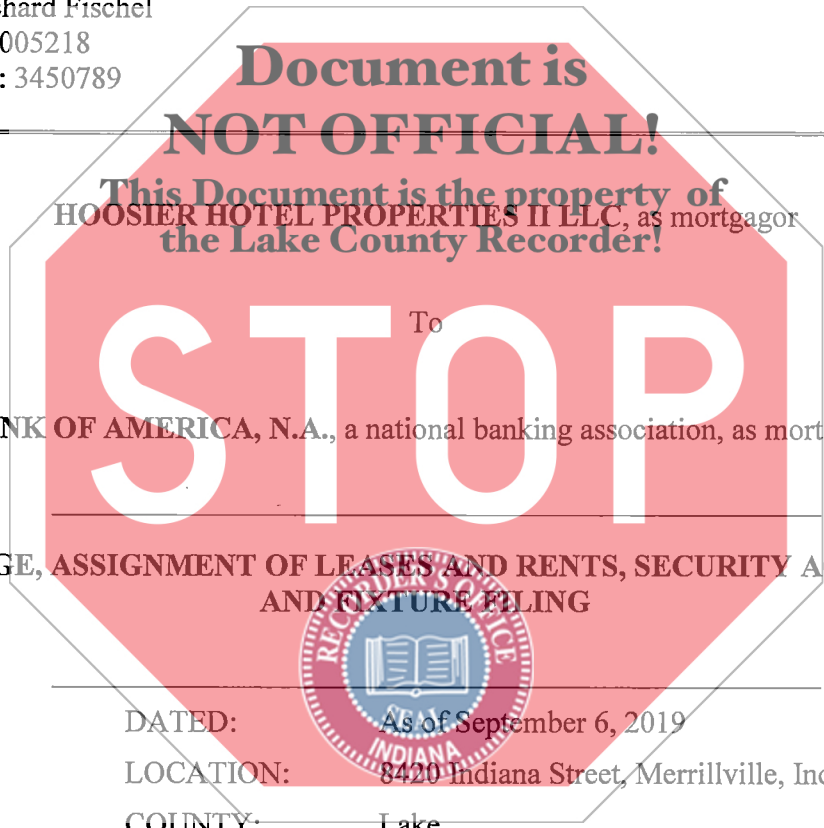 hard Fischel
005218
: 3450789
Document is
NOT OFFICIAL!
This Document is the property of
HOOSIER HOTEL PROPERTIES II LLC, as mortgagor
the Lake County Recorder!
To
STOP
NK OF AMERICA, N.A., a national banking association, as mort
GE, ASSIGNMENT OF LEASES AND RENTS, SECURITY A
AND FIXTURE FILING
RECORDER'S OFFICE
SEAL
INDIANA
DATED: As of September 6, 2019
LOCATION: 8420 Indiana Street, Merrillville, Ind
COUNTY: Lake